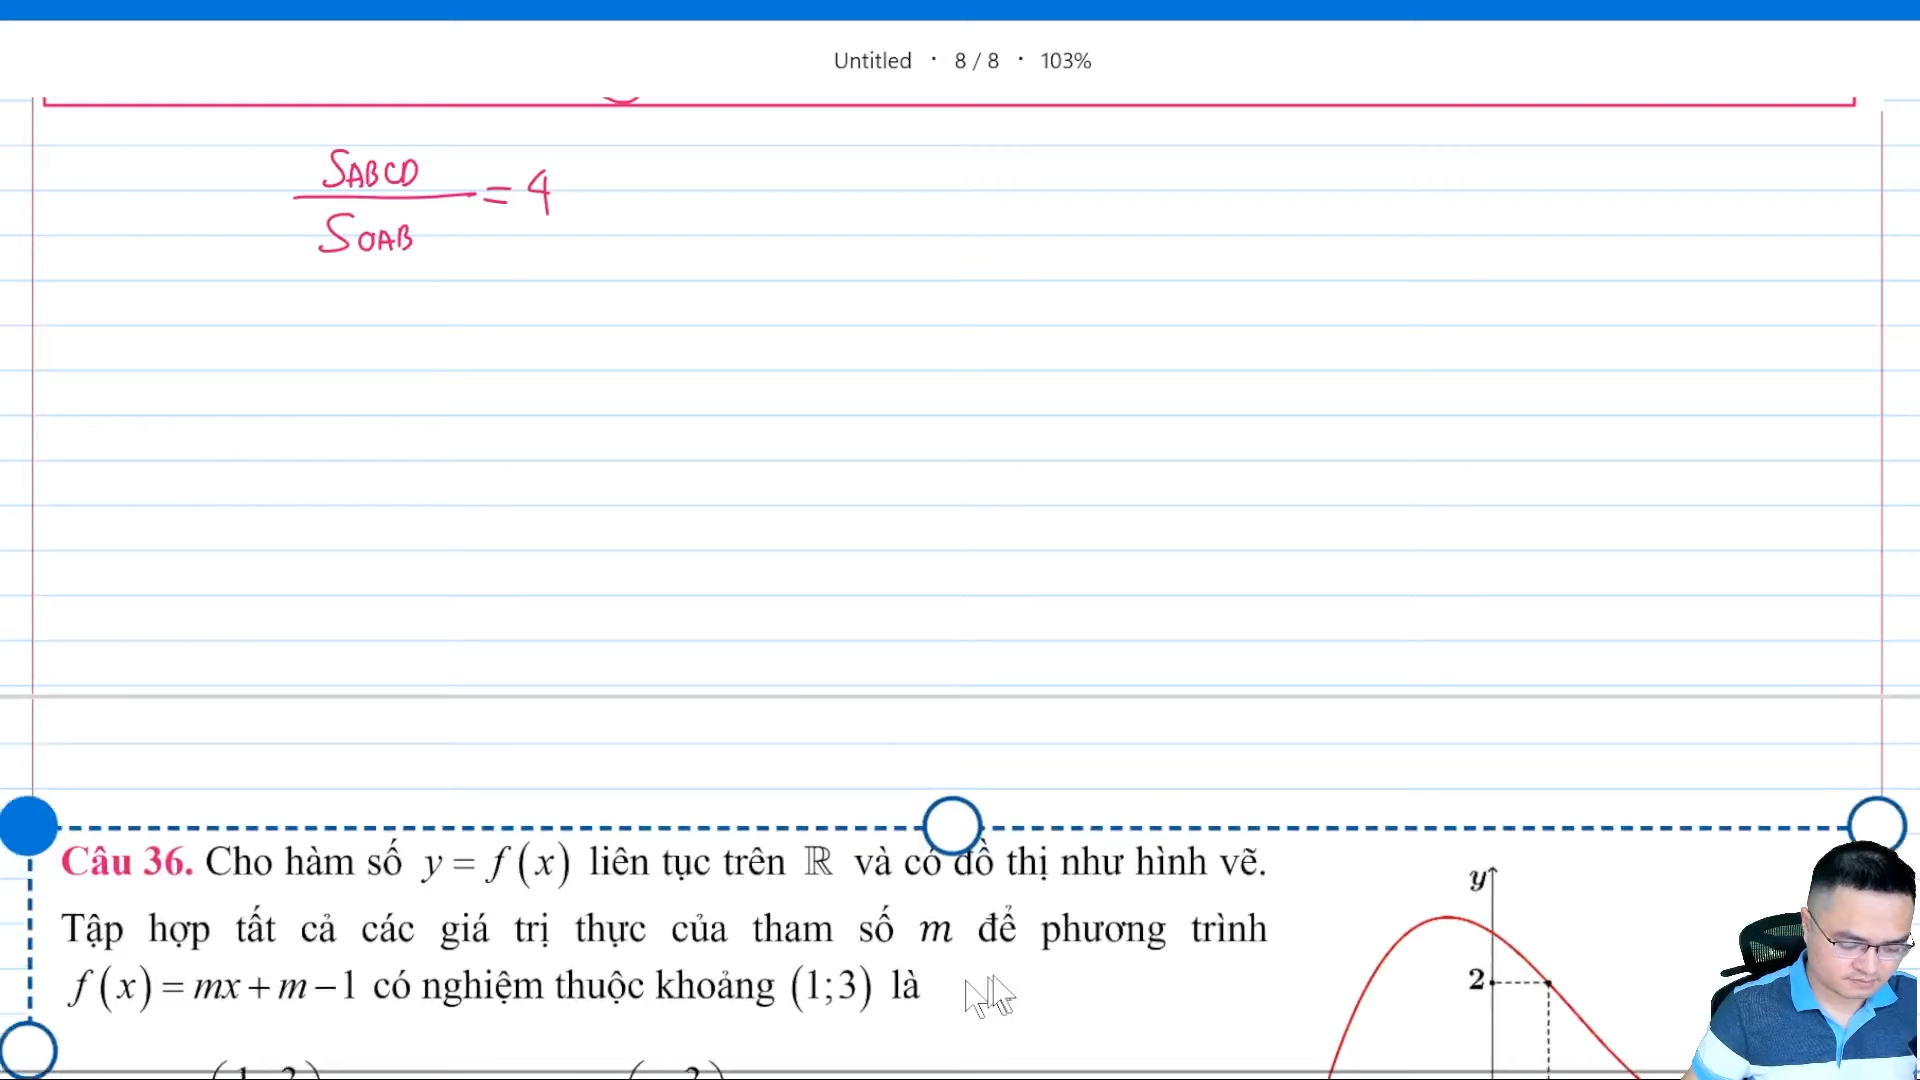 Untitled · 8 / 8 · 103%
S_ABCD / S_OAB = 4
Câu 36. Cho hàm số y = f(x) liên tục trên ℝ và có đồ thị như hình vẽ.
Tập hợp tất cả các giá trị thực của tham số m để phương trình
f(x) = mx + m − 1 có nghiệm thuộc khoảng (1;3) là
y
2